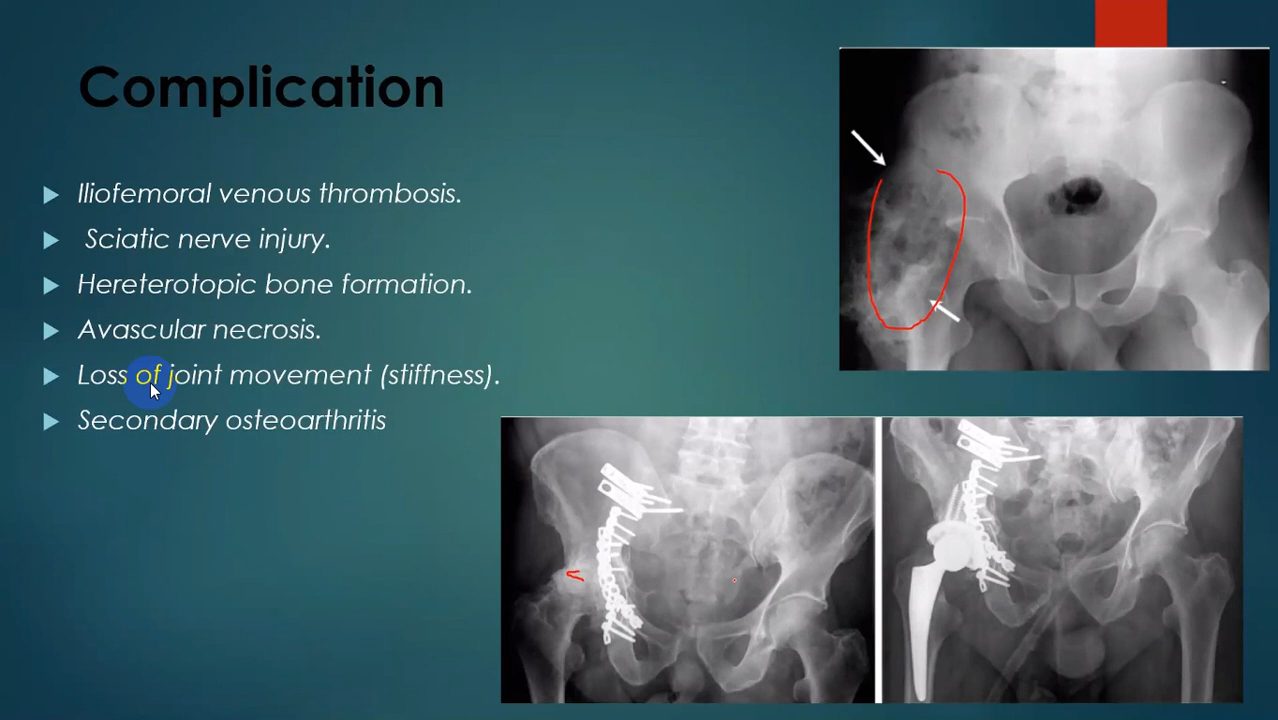 Complication
Iliofemoral venous thrombosis.
Sciatic nerve injury.
Hereterotopic bone formation.
Avascular necrosis.
Loss of joint movement (stiffness).
Secondary osteoarthritis